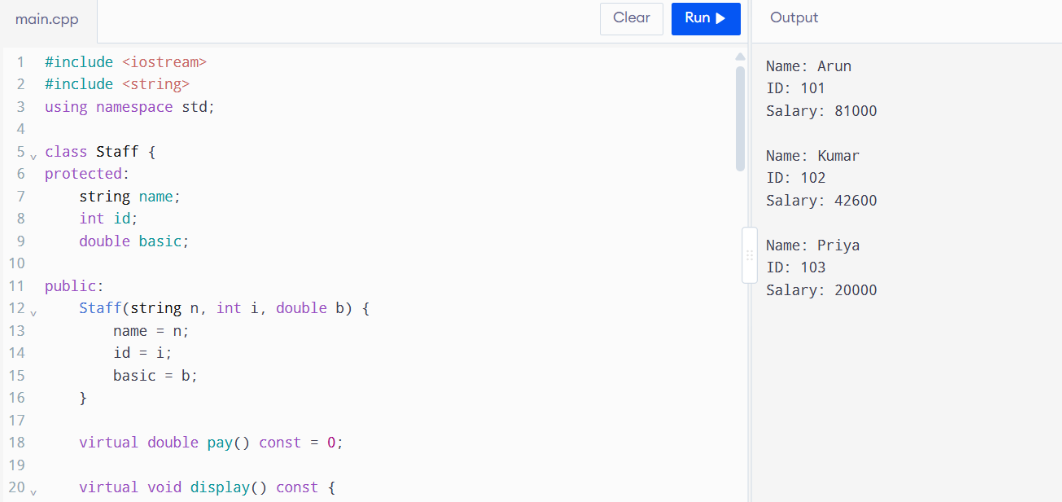 main.cpp
Clear
Run
Output
1 #include <iostream>
2 #include <string>
3 using namespace std;
4
5 class Staff {
6 protected:
7     string name;
8     int id;
9     double basic;
10
11 public:
12     Staff(string n, int i, double b) {
13         name = n;
14         id = i;
15         basic = b;
16     }
17
18     virtual double pay() const = 0;
19
20     virtual void display() const {
Name: Arun
ID: 101
Salary: 81000

Name: Kumar
ID: 102
Salary: 42600

Name: Priya
ID: 103
Salary: 20000